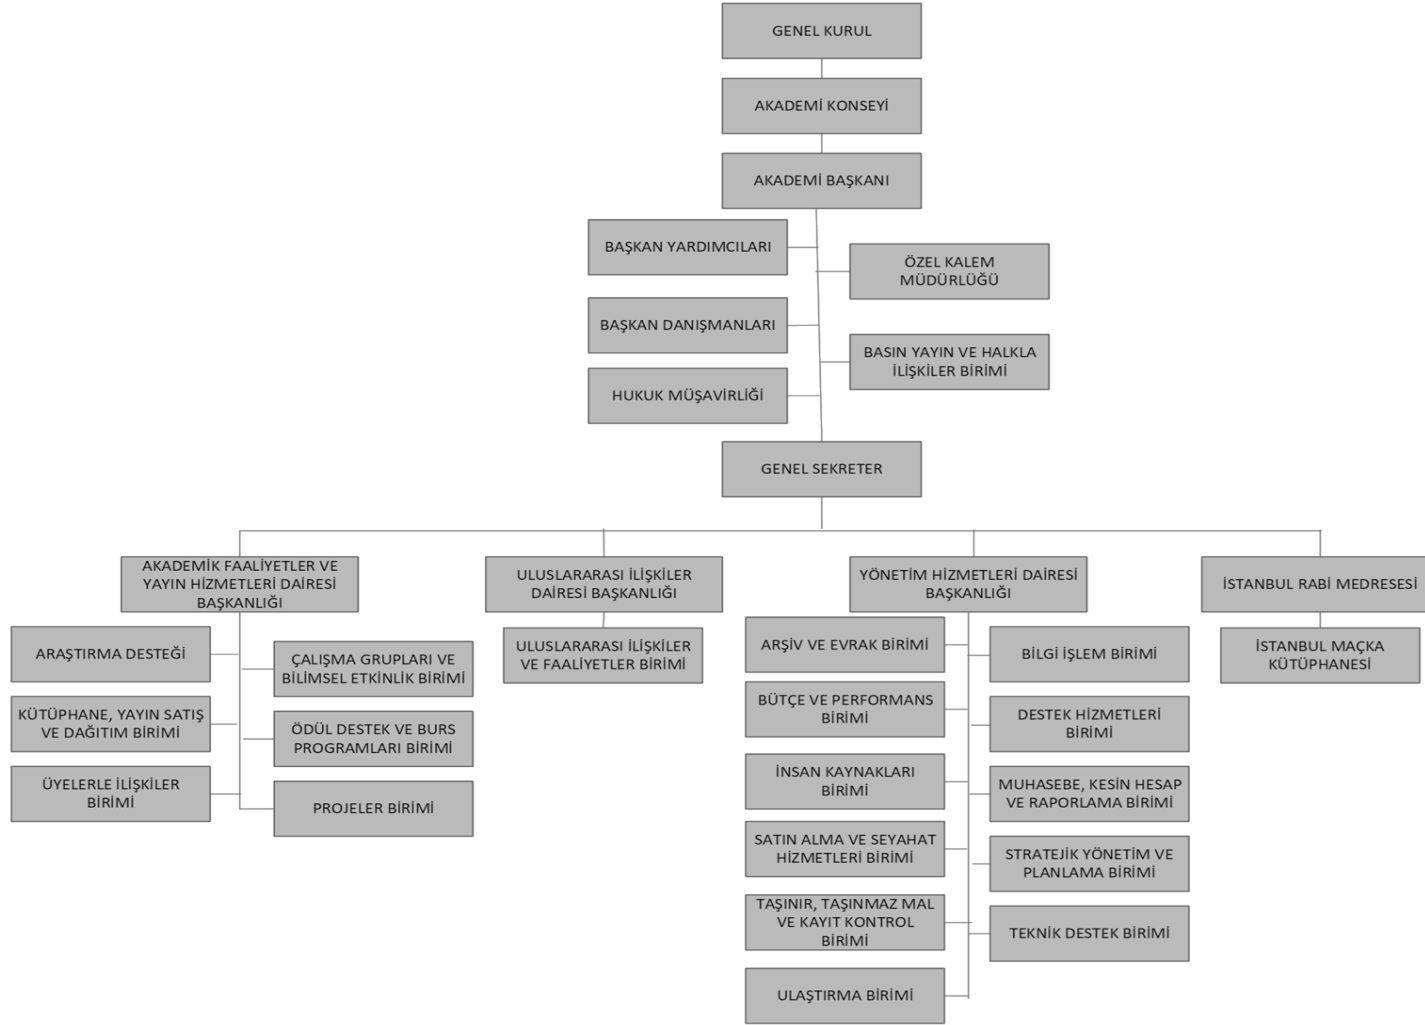 GENEL KURUL
AKADEMİ KONSEYİ
AKADEMİ BAŞKANI
BAŞKAN YARDIMCILARI
ÖZEL KALEM
MÜDÜRLÜĞÜ
BAŞKAN DANIŞMANLARI
BASIN YAYIN VE HALKLA
İLİŞKİLER BİRİMİ
HUKUK MÜŞAVİRLİĞİ
GENEL SEKRETER
AKADEMİK FAALİYETLER VE
YAYIN HİZMETLERİ DAİRESİ
BAŞKANLIĞI
ULUSLARARASI İLİŞKİLER
DAİRESİ BAŞKANLIĞI
YÖNETİM HİZMETLERİ DAİRESİ
BAŞKANLIĞI
İSTANBUL RABİ MEDRESESİ
ARAŞTIRMA DESTEĞİ
ÇALIŞMA GRUPLARI VE
BİLİMSEL ETKİNLİK BİRİMİ
KÜTÜPHANE, YAYIN SATIŞ
VE DAĞITIM BİRİMİ
ÖDÜL DESTEK VE BURS
PROGRAMLARI BİRİMİ
ÜYELERLE İLİŞKİLER
BİRİMİ
PROJELER BİRİMİ
ULUSLARARASI İLİŞKİLER
VE FAALİYETLER BİRİMİ
ARŞİV VE EVRAK BİRİMİ
BİLGİ İŞLEM BİRİMİ
BÜTÇE VE PERFORMANS
BİRİMİ
DESTEK HİZMETLERİ
BİRİMİ
İNSAN KAYNAKLARI
BİRİMİ
MUHASEBE, KESİN HESAP
VE RAPORLAMA BİRİMİ
SATIN ALMA VE SEYAHAT
HİZMETLERİ BİRİMİ
STRATEJİK YÖNETİM VE
PLANLAMA BİRİMİ
TAŞINIR, TAŞINMAZ MAL
VE KAYIT KONTROL
BİRİMİ
TEKNİK DESTEK BİRİMİ
ULAŞTIRMA BİRİMİ
İSTANBUL MAÇKA
KÜTÜPHANESİ